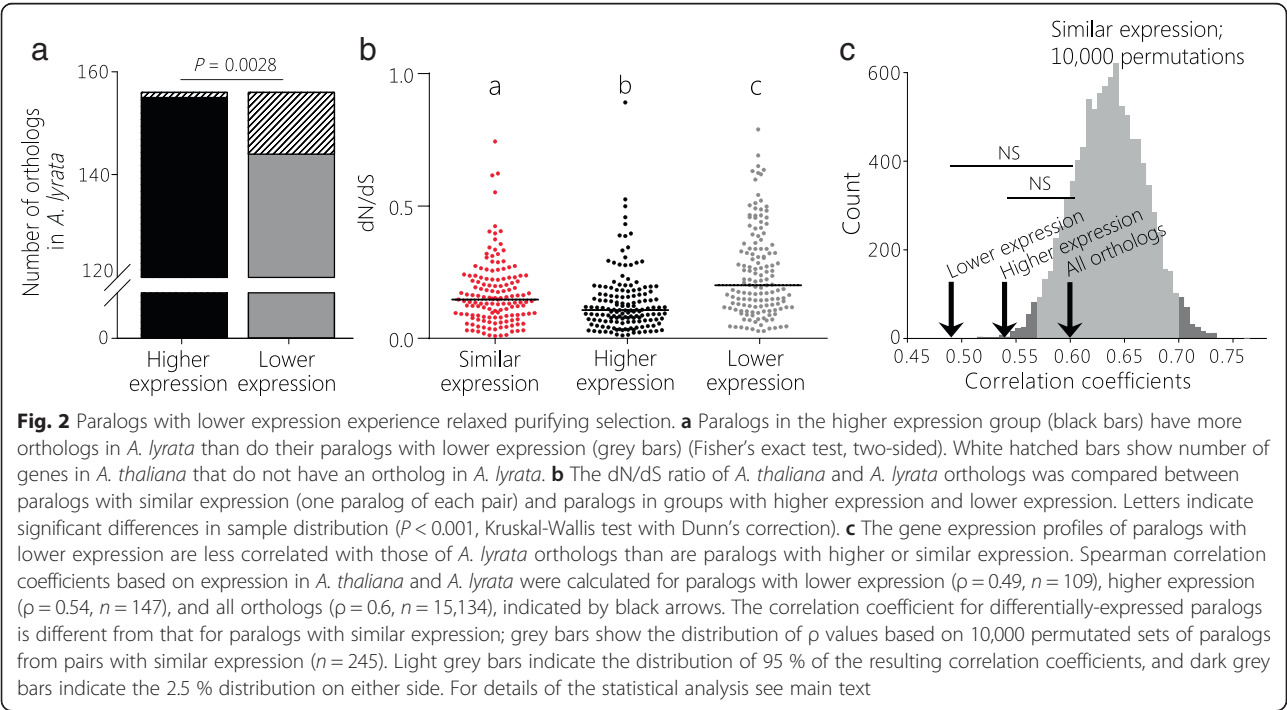 a
P = 0.0028
160
140
120
0
Number of orthologs
in A. lyrata
Higher
expression
Lower
expression
b
1.0
0.5
0.0
dN/dS
a
b
c
Similar
expression
Higher
expression
Lower
expression
c
Similar expression;
10,000 permutations
600
400
200
0
Count
NS
NS
Lower expression
Higher expression
All orthologs
0.45
0.50
0.55
0.60
0.65
0.70
0.75
Correlation coefficients
Fig. 2 Paralogs with lower expression experience relaxed purifying selection. a Paralogs in the higher expression group (black bars) have more
orthologs in A. lyrata than do their paralogs with lower expression (grey bars) (Fisher's exact test, two-sided). White hatched bars show number of
genes in A. thaliana that do not have an ortholog in A. lyrata. b The dN/dS ratio of A. thaliana and A. lyrata orthologs was compared between
paralogs with similar expression (one paralog of each pair) and paralogs in groups with higher expression and lower expression. Letters indicate
significant differences in sample distribution (P < 0.001, Kruskal-Wallis test with Dunn's correction). c The gene expression profiles of paralogs with
lower expression are less correlated with those of A. lyrata orthologs than are paralogs with higher or similar expression. Spearman correlation
coefficients based on expression in A. thaliana and A. lyrata were calculated for paralogs with lower expression (ρ = 0.49, n = 109), higher expression
(ρ = 0.54, n = 147), and all orthologs (ρ = 0.6, n = 15,134), indicated by black arrows. The correlation coefficient for differentially-expressed paralogs
is different from that for paralogs with similar expression; grey bars show the distribution of ρ values based on 10,000 permutated sets of paralogs
from pairs with similar expression (n = 245). Light grey bars indicate the distribution of 95 % of the resulting correlation coefficients, and dark grey
bars indicate the 2.5 % distribution on either side. For details of the statistical analysis see main text